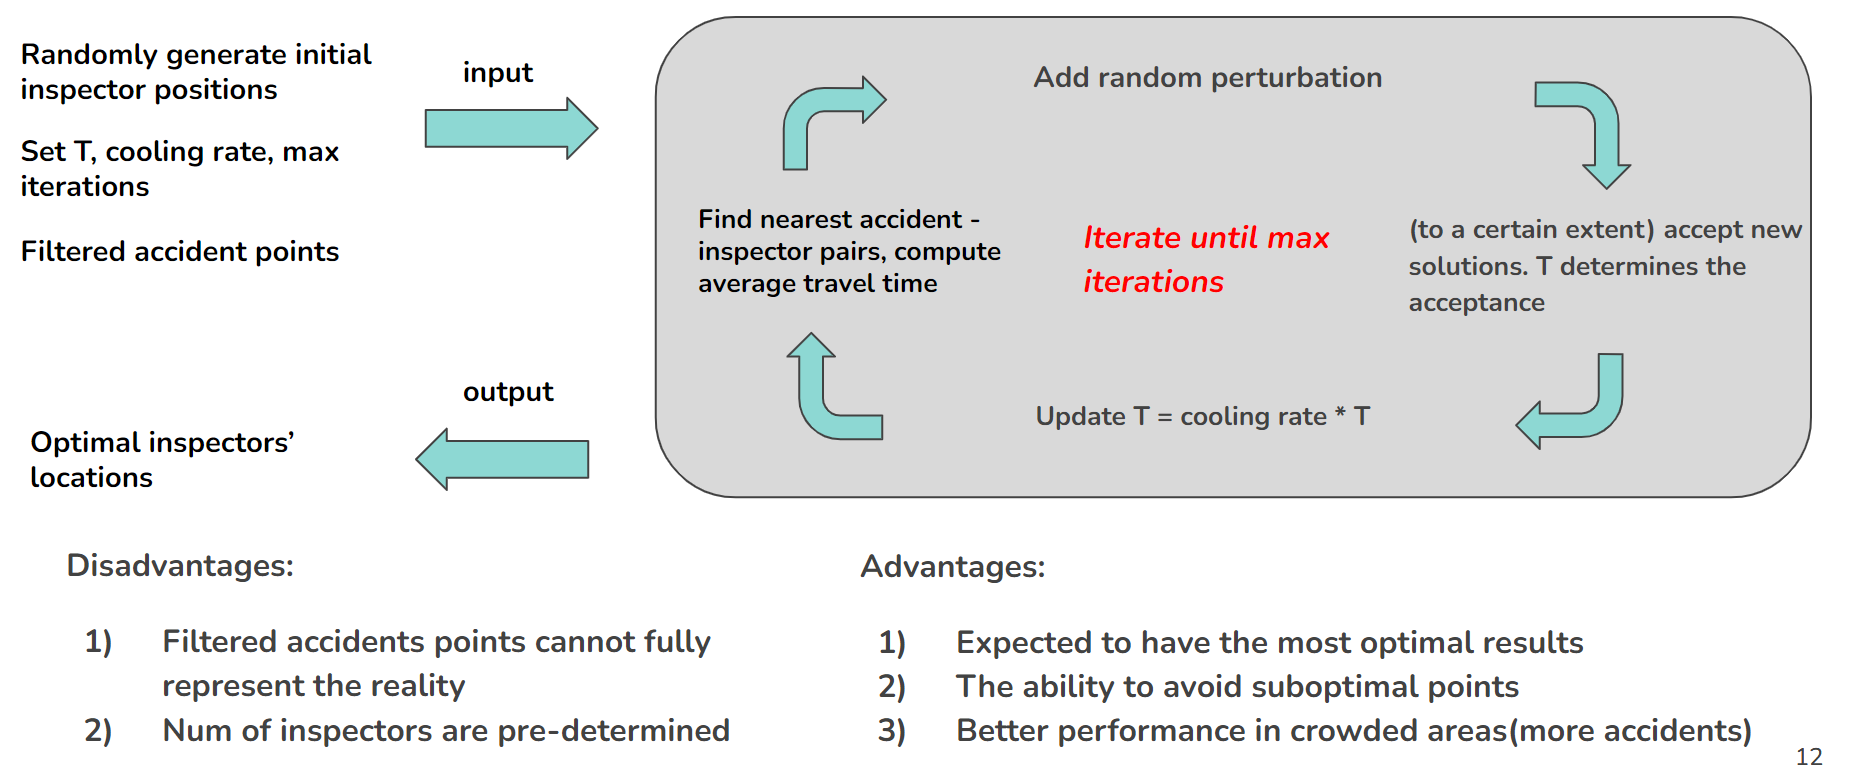 Randomly generate initial
inspector positions
Set T, cooling rate, max
iterations
Filtered accident points
input
output
Optimal inspectors’
locations
Add random perturbation
Find nearest accident -
inspector pairs, compute
average travel time
Iterate until max
iterations
(to a certain extent) accept new
solutions. T determines the
acceptance
Update T = cooling rate * T
Disadvantages:
1) Filtered accidents points cannot fully
represent the reality
2) Num of inspectors are pre-determined
Advantages:
1) Expected to have the most optimal results
2) The ability to avoid suboptimal points
3) Better performance in crowded areas(more accidents)
12